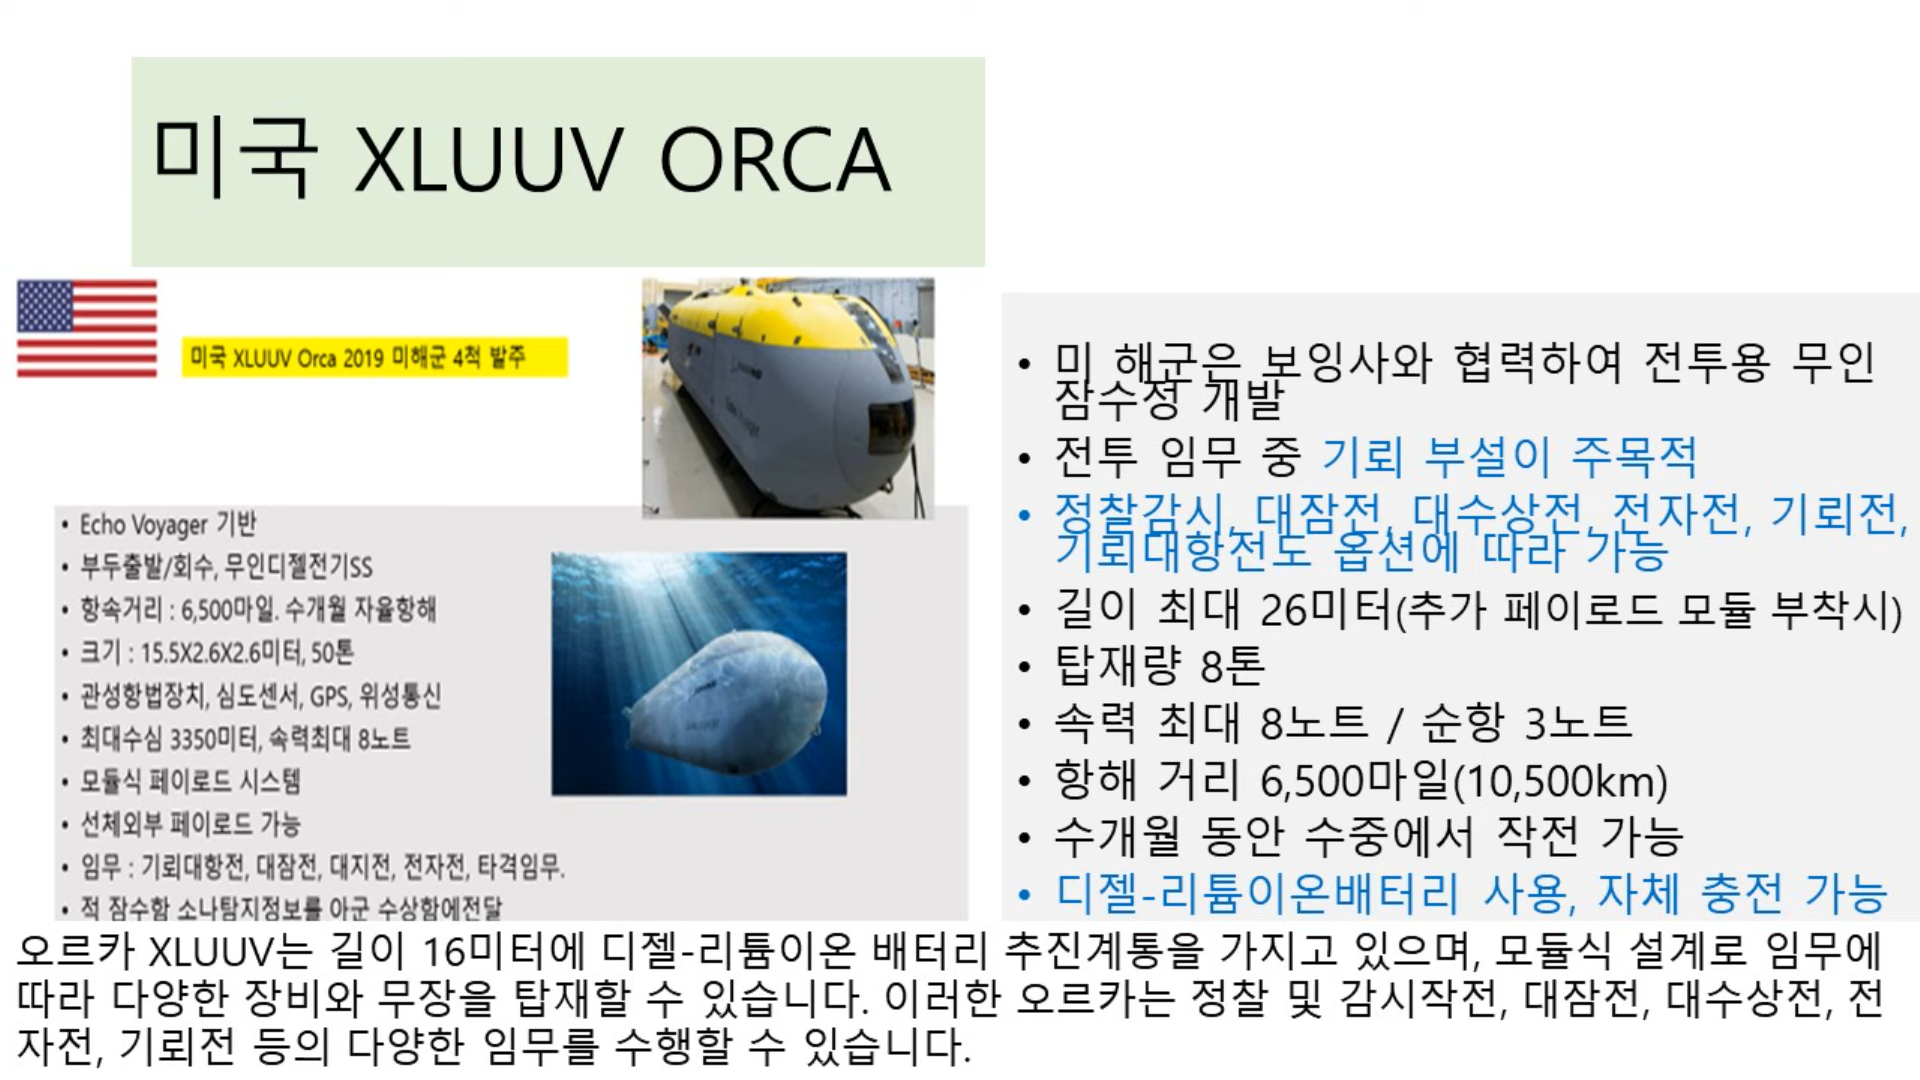 미국 XLUUV ORCA
미국 XLUUV Orca 2019 미해군 4척 발주
• Echo Voyager 기반
• 부두출발/회수, 무인디젤전기SS
• 항속거리 : 6,500마일. 수개월 자율항해
• 크기 : 15.5X2.6X2.6미터, 50톤
• 관성항법장치, 심도센서, GPS, 위성통신
• 최대수심 3350미터, 속력최대 8노트
• 모듈식 페이로드 시스템
• 선체외부 페이로드 가능
• 임무 : 기뢰대항전, 대잠전, 대지전, 전자전, 타격임무.
• 적 잠수함 소나탐지정보를 아군 수상함에전달
• 미 해군은 보잉사와 협력하여 전투용 무인
잠수정 개발
• 전투 임무 중 기뢰 부설이 주목적
• 정찰감시, 대잠전, 대수상전, 전자전, 기뢰전,
기뢰대항전도 옵션에 따라 가능
• 길이 최대 26미터(추가 페이로드 모듈 부착시)
• 탑재량 8톤
• 속력 최대 8노트 / 순항 3노트
• 항해 거리 6,500마일(10,500km)
• 수개월 동안 수중에서 작전 가능
• 디젤-리튬이온배터리 사용, 자체 충전 가능
오르카 XLUUV는 길이 16미터에 디젤-리튬이온 배터리 추진계통을 가지고 있으며, 모듈식 설계로 임무에
따라 다양한 장비와 무장을 탑재할 수 있습니다. 이러한 오르카는 정찰 및 감시작전, 대잠전, 대수상전, 전
자전, 기뢰전 등의 다양한 임무를 수행할 수 있습니다.